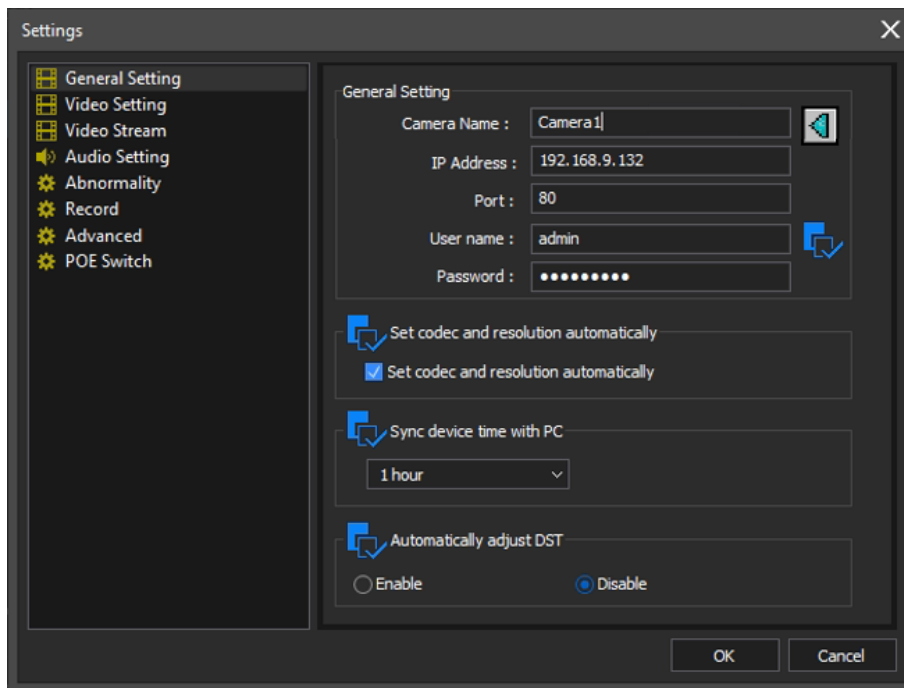 Settings
General Setting
Video Setting
Video Stream
Audio Setting
Abnormality
Record
Advanced
POE Switch
General Setting
Camera Name : Camera1
IP Address : 192.168.9.132
Port : 80
User name : admin
Password : •••••••••
Set codec and resolution automatically
Set codec and resolution automatically
Sync device time with PC
1 hour
Automatically adjust DST
Enable Disable
OK Cancel